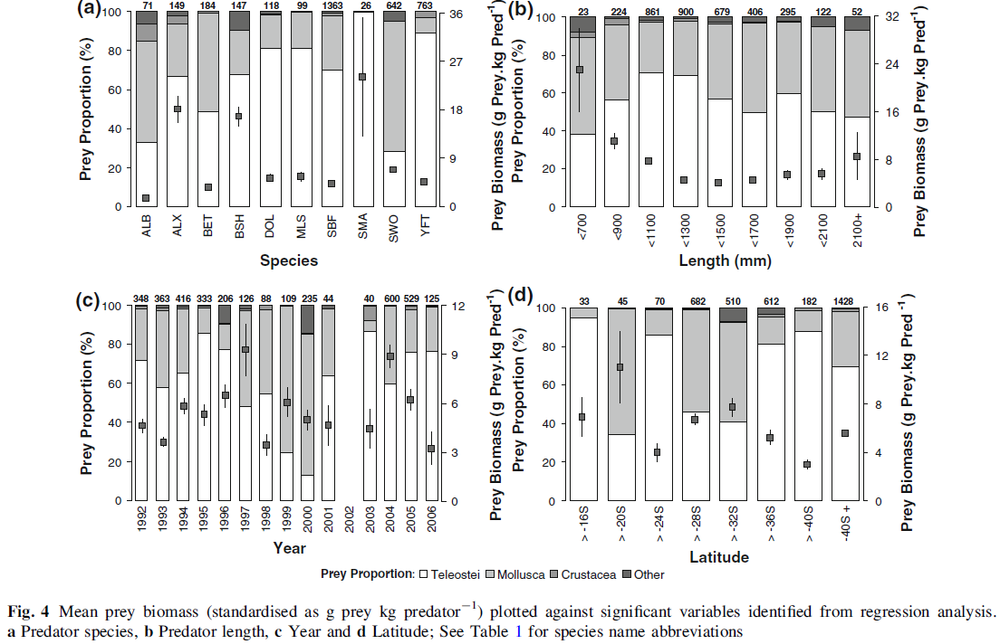 (a)
71 149 184 147 118 99 1363 26 642 763
Prey Proportion (%)
100
80
60
40
20
0
36
27
18
9
0
Prey Biomass (g Prey.kg Pred-1)
ALB ALX BET BSH DOL MLS SBF SMA SWO YFT
Species
(b)
23 224 861 900 679 406 295 122 52
Prey Proportion (%)
100
80
60
40
20
0
32
24
16
8
0
Prey Biomass (g Prey.kg Pred-1)
<700 <900 <1100 <1300 <1500 <1700 <1900 <2100 2100+
Length (mm)
(c)
348 363 416 333 206 126 88 109 235 44 40 600 529 125
Prey Proportion (%)
100
80
60
40
20
0
12
9
6
3
0
Prey Biomass (g Prey.kg Pred-1)
1992 1993 1994 1995 1996 1997 1998 1999 2000 2001 2002 2003 2004 2005 2006
Year
(d)
33 45 70 682 510 612 182 1428
Prey Proportion (%)
100
80
60
40
20
0
16
12
8
4
0
Prey Biomass (g Prey.kg Pred -1)
> -16S > -20S > -24S > -28S > -32S > -36S > -40S -40S +
Latitude
Prey Proportion: Teleostei Mollusca Crustacea Other
Fig. 4 Mean prey biomass (standardised as g prey kg predator−1) plotted against significant variables identified from regression analysis.
a Predator species, b Predator length, c Year and d Latitude; See Table 1 for species name abbreviations